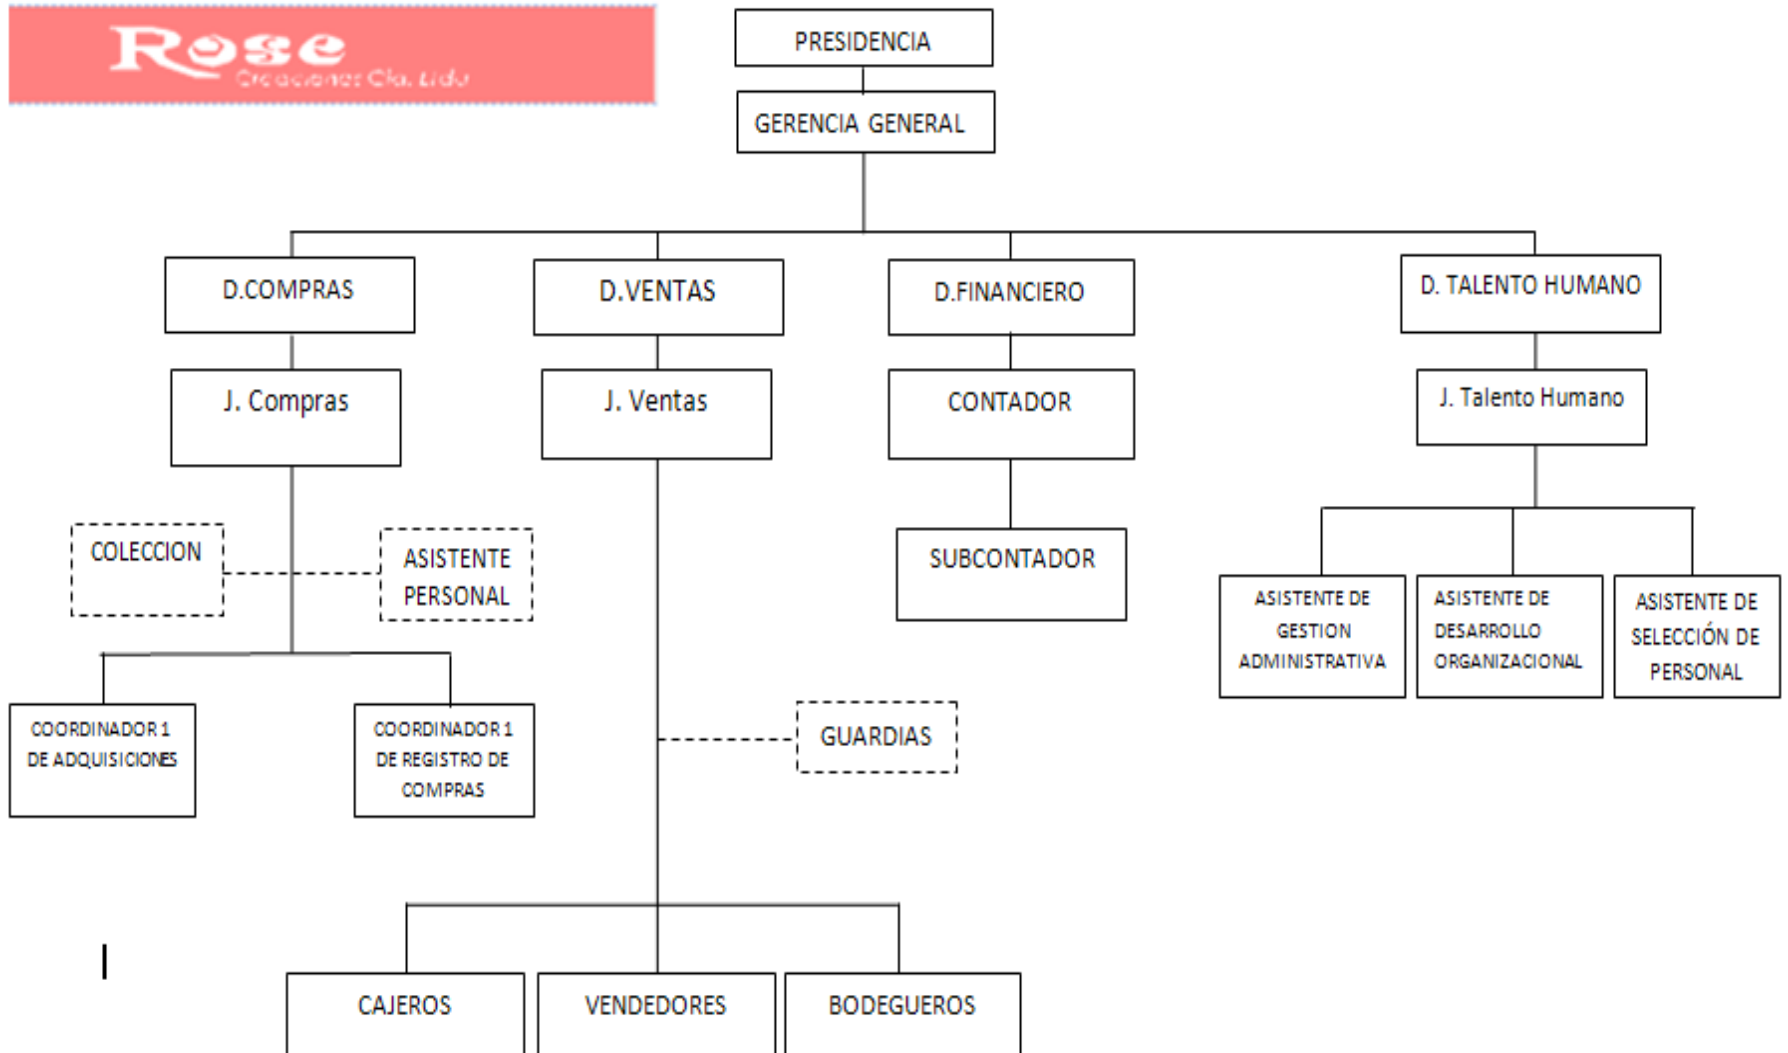 Rose
Creaciones Cia. Ltda
PRESIDENCIA
GERENCIA GENERAL
D.COMPRAS
D.VENTAS
D.FINANCIERO
D. TALENTO HUMANO
J. Compras
J. Ventas
CONTADOR
J. Talento Humano
COLECCION
ASISTENTE
PERSONAL
SUBCONTADOR
ASISTENTE DE
GESTION
ADMINISTRATIVA
ASISTENTE DE
DESARROLLO
ORGANIZACIONAL
ASISTENTE DE
SELECCIÓN DE
PERSONAL
COORDINADOR 1
DE ADQUISICIONES
COORDINADOR 1
DE REGISTRO DE
COMPRAS
GUARDIAS
CAJEROS
VENDEDORES
BODEGUEROS